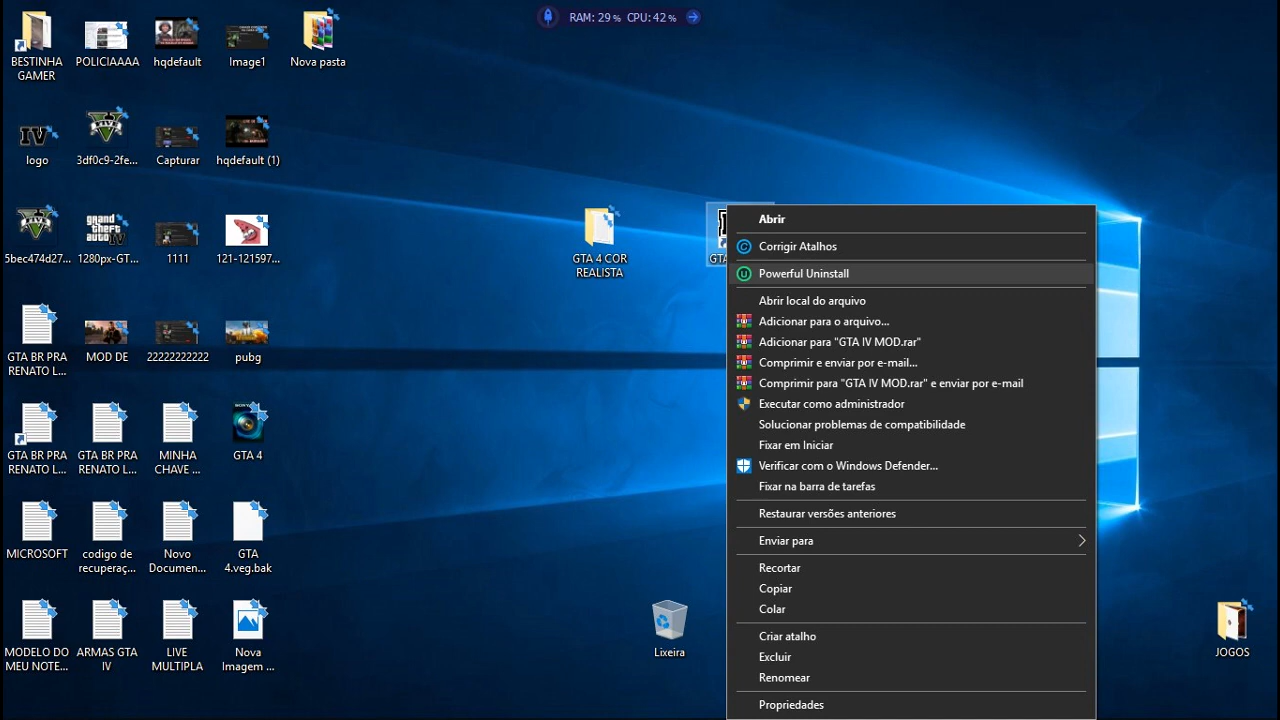 RAM: 29% CPU: 42%
BESTINHA
GAMER
POLICIAAAA
hqdefault
Image1
Nova pasta
logo
3df0c9-2fe...
Capturar
hqdefault (1)
5bec474d27...
1280px-GT...
1111
121-121597...
grand
theft
auto IV
GTA 4 COR
REALISTA
GTA
GTA BR PRA
RENATO L...
MOD DE
22222222222
pubg
GTA BR PRA
RENATO L...
GTA BR PRA
RENATO L...
MINHA
CHAVE ...
SONY
GTA 4
MICROSOFT
codigo de
recuperaç...
Novo
Documen...
GTA
4.veg.bak
MODELO DO
MEU NOTE...
ARMAS GTA
IV
LIVE
MULTIPLA
Nova
Imagem ...
Lixeira
JOGOS
Abrir
Corrigir Atalhos
Powerful Uninstall
Abrir local do arquivo
Adicionar para o arquivo...
Adicionar para "GTA IV MOD.rar"
Comprimir e enviar por e-mail...
Comprimir para "GTA IV MOD.rar" e enviar por e-mail
Executar como administrador
Solucionar problemas de compatibilidade
Fixar em Iniciar
Verificar com o Windows Defender...
Fixar na barra de tarefas
Restaurar versões anteriores
Enviar para
Recortar
Copiar
Colar
Criar atalho
Excluir
Renomear
Propriedades